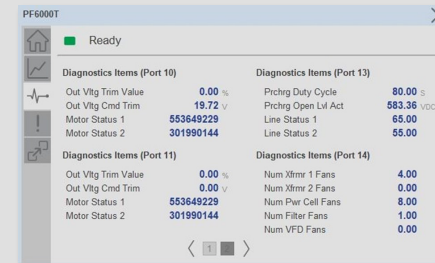 PF6000T
Ready
Diagnostics Items (Port 10)
Out Vltg Trim Value 0.00 %
Out Vltg Cmd Trim 19.72 V
Motor Status 1 553649229
Motor Status 2 301990144
Diagnostics Items (Port 11)
Out Vltg Trim Value 0.00 %
Out Vltg Cmd Trim 0.00 V
Motor Status 1 553649229
Motor Status 2 301990144
Diagnostics Items (Port 13)
Prchrg Duty Cycle 80.00 S
Prchrg Open Lvl Act 583.36 VDC
Line Status 1 65.00
Line Status 2 55.00
Diagnostics Items (Port 14)
Num Xfrmr 1 Fans 4.00
Num Xfrmr 2 Fans 0.00
Num Pwr Cell Fans 8.00
Num Filter Fans 1.00
Num VFD Fans 0.00
1